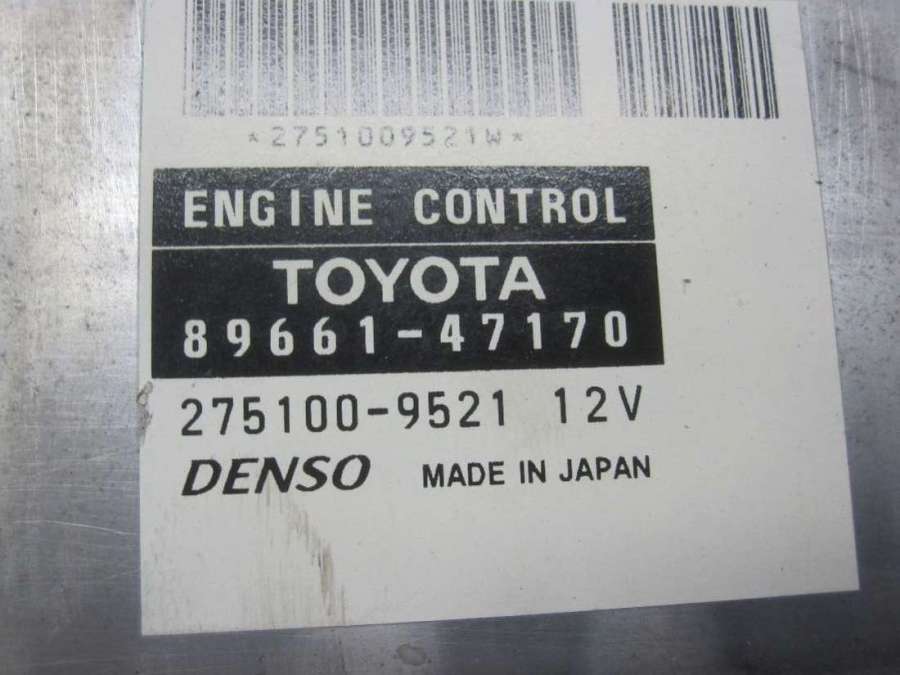 *2751009521W*
ENGINE CONTROL
TOYOTA
89661-47170
275100-9521 12V
DENSO MADE IN JAPAN